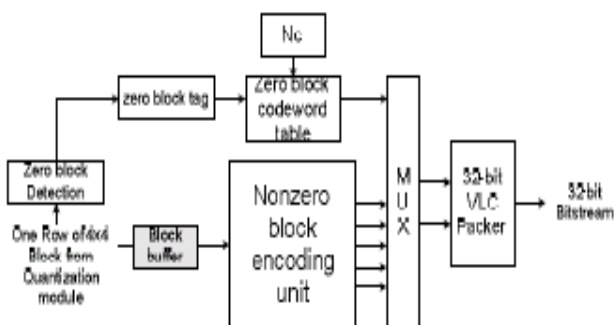 Nc
zero block tag
Zero block
codeword
table
Zero block
Detection
One Row of 4x4
Block from
Quantization
module
Block
buffer
Nonzero
block
encoding
unit
M
U
X
32-bit
VLC
Packer
32-bit
Bitstream